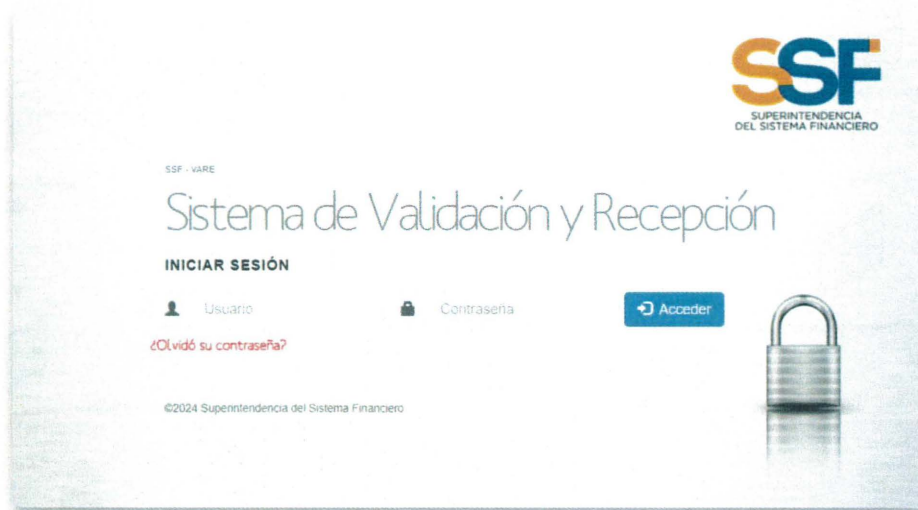 SSF
SUPERINTENDENCIA
DEL SISTEMA FINANCIERO
SSF - VARE
Sistema de Validación y Recepción
INICIAR SESIÓN
Usuario
Contraseña
Acceder
¿Olvidó su contraseña?
©2024 Superintendencia del Sistema Financiero